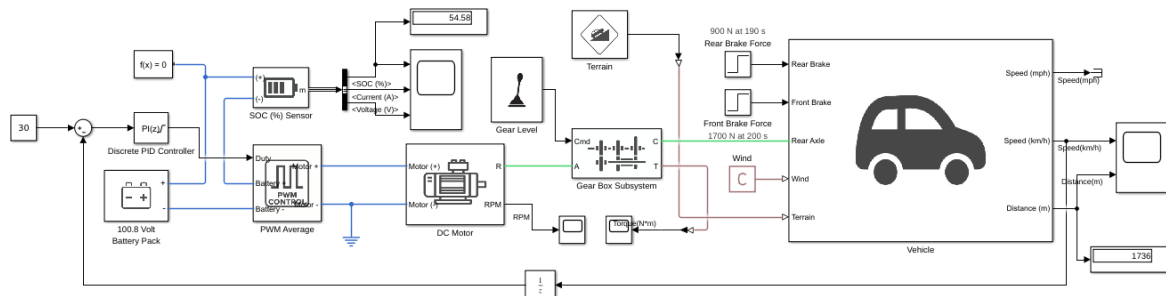 54.58
900 N at 190 s
Rear Brake Force
f(x) = 0
(+)
(-)
m
SOC (%) Sensor
<SOC (%)>
<Current (A)>
<Voltage (V)>
Terrain
Rear Brake
Speed (mph)
Speed(mph)
Gear Level
Front Brake
Front Brake Force
1700 N at 200 s
30
+
-
PI(z)
Discrete PID Controller
Cmd
C
A
T
Gear Box Subsystem
Rear Axle
Speed (km/h)
Speed(km/h)
Duty
Motor +
Battery +
Battery -
Motor -
PWM
CONTROL
PWM Average
Motor (+)
Motor (-)
R
RPM
DC Motor
Wind
C
Wind
Distance(m)
+
-
100.8 Volt
Battery Pack
RPM
Torque(N*m)
Terrain
Distance (m)
Vehicle
1736
1
z